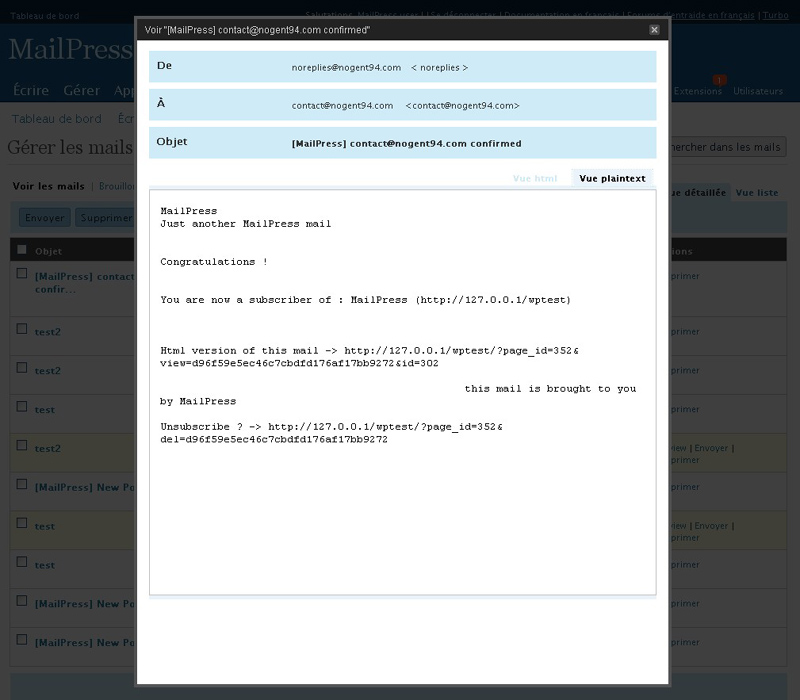 Tableau de bord
Salutations, MailPress user | Se déconnecter | Documentation en français | Forums d'entraide en français | Turbo
Voir "[MailPress] contact@nogent94.com confirmed"
MailPress
1
Écrire Gérer App
Extensions Utilisateurs
De noreplies@nogent94.com < noreplies >
À contact@nogent94.com <contact@nogent94.com>
Objet [MailPress] contact@nogent94.com confirmed
Tableau de bord Écr
Gérer les mails
hercher dans les mails
Vue html Vue plaintext
Voir les mails | Brouillo
ue détaillée Vue liste
Envoyer Supprimer
Objet
ions
MailPress
Just another MailPress mail
Congratulations !
You are now a subscriber of : MailPress (http://127.0.0.1/wptest)
Html version of this mail -> http://127.0.0.1/wptest/?page_id=352&
view=d96f59e5ec46c7cbdfd176af17bb9272&id=302
this mail is brought to you
by MailPress
Unsubscribe ? -> http://127.0.0.1/wptest/?page_id=352&
del=d96f59e5ec46c7cbdfd176af17bb9272
[MailPress] contac
confir...
primer
test2
primer
test2
primer
test
primer
test2
iew | Envoyer |
primer
[MailPress] New Po
primer
test
iew | Envoyer |
primer
test
primer
[MailPress] New Po
primer
[MailPress] New Po
primer